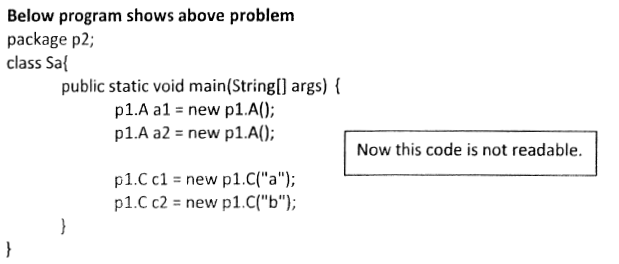 Below program shows above problem
package p2;
class Sa{
public static void main(String[] args) {
p1.A a1 = new p1.A();
p1.A a2 = new p1.A();
Now this code is not readable.
p1.C c1 = new p1.C("a");
p1.C c2 = new p1.C("b");
}
}